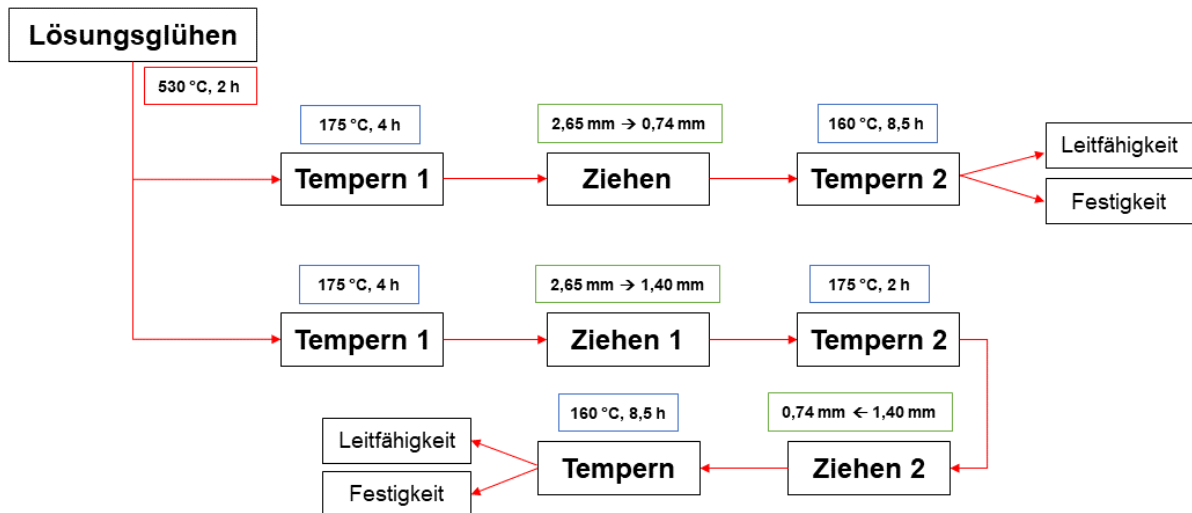 Lösungsglühen
530 °C, 2 h
175 °C, 4 h
2,65 mm → 0,74 mm
160 °C, 8,5 h
Tempern 1
Ziehen
Tempern 2
Leitfähigkeit
Festigkeit
175 °C, 4 h
2,65 mm → 1,40 mm
175 °C, 2 h
Tempern 1
Ziehen 1
Tempern 2
160 °C, 8,5 h
0,74 mm ← 1,40 mm
Leitfähigkeit
Festigkeit
Tempern
Ziehen 2